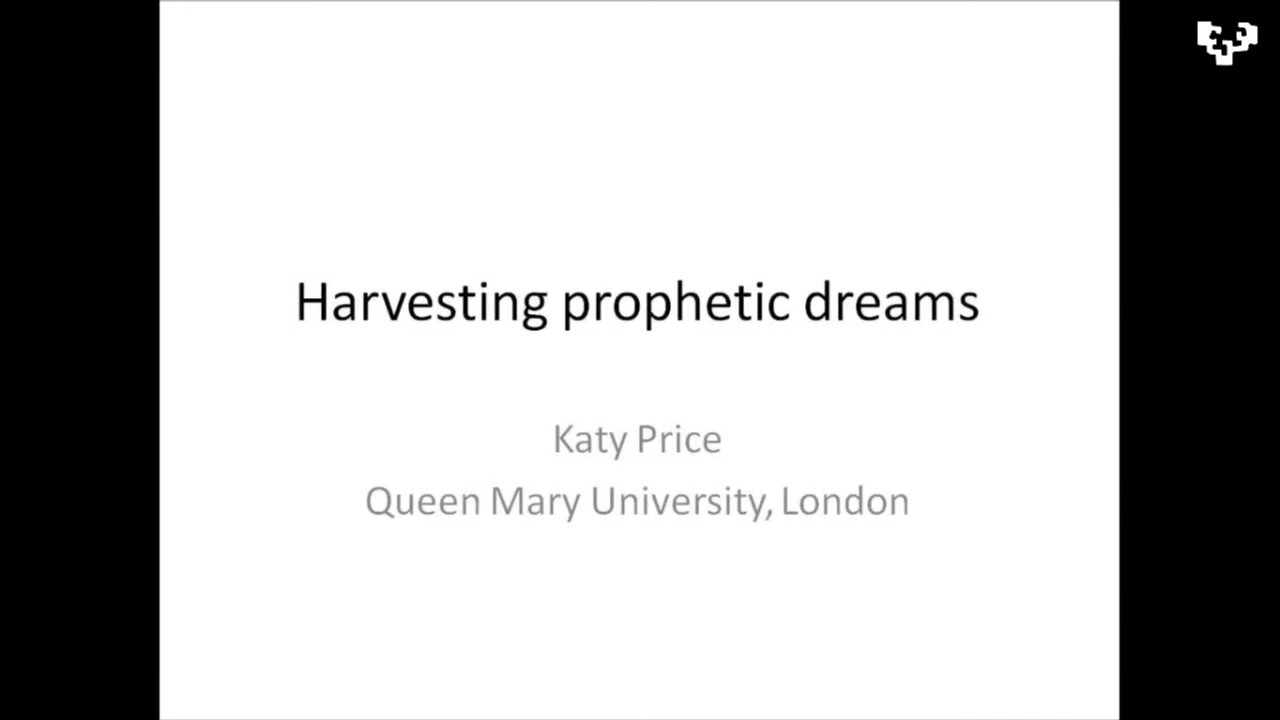 Harvesting prophetic dreams
Katy Price
Queen Mary University, London